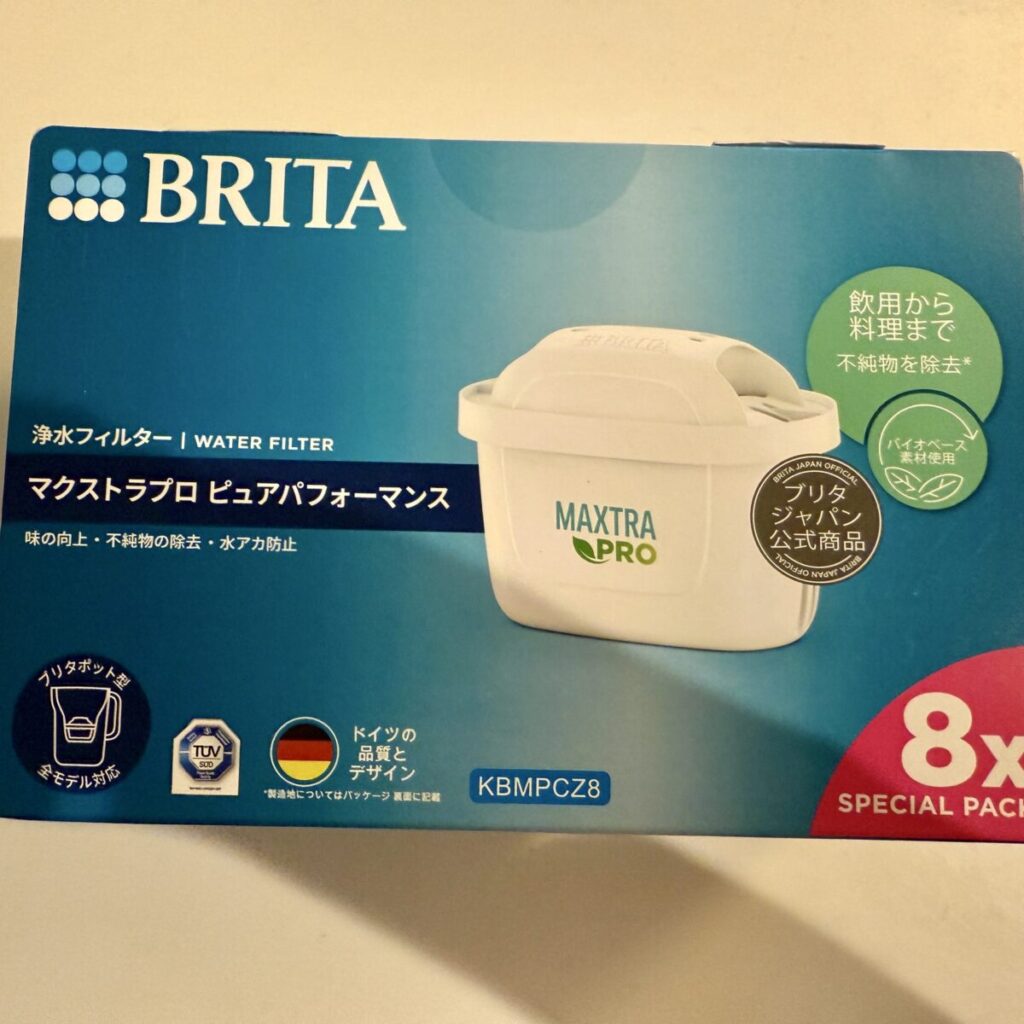 BRITA
飲用から
料理まで
不純物を除去*
バイオベース
素材使用
浄水フィルター | WATER FILTER
マクストラプロ ピュアパフォーマンス
味の向上・不純物の除去・水アカ防止
BRITA
MAXTRA
PRO
BRITA JAPAN OFFICIAL
ブリタ
ジャパン
公式商品
BRITA JAPAN OFFICIAL
ブリタポット型
全モデル対応
TÜV
SÜD
ドイツの
品質と
デザイン
*製造地についてはパッケージ裏面に記載
KBMPCZ8
8x
SPECIAL PACK